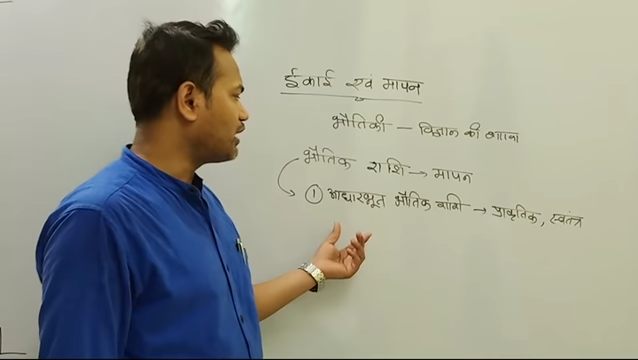 ईकाई एवं मापन
भौतिकी – विज्ञान की शाखा
भौतिक राशि → मापन
① आधारभूत भौतिक राशि → प्राकृतिक, स्वतंत्र